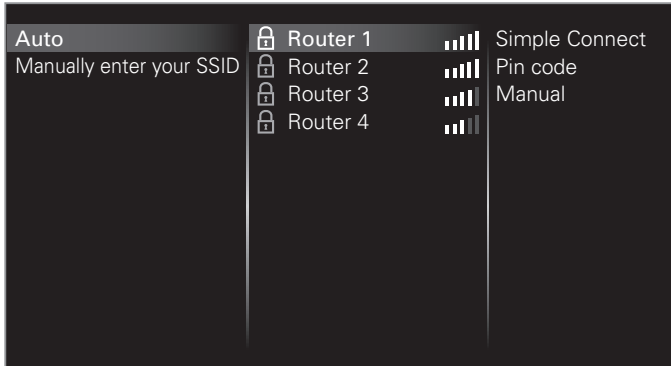 Auto
Manually enter your SSID
Router 1
Router 2
Router 3
Router 4
Simple Connect
Pin code
Manual